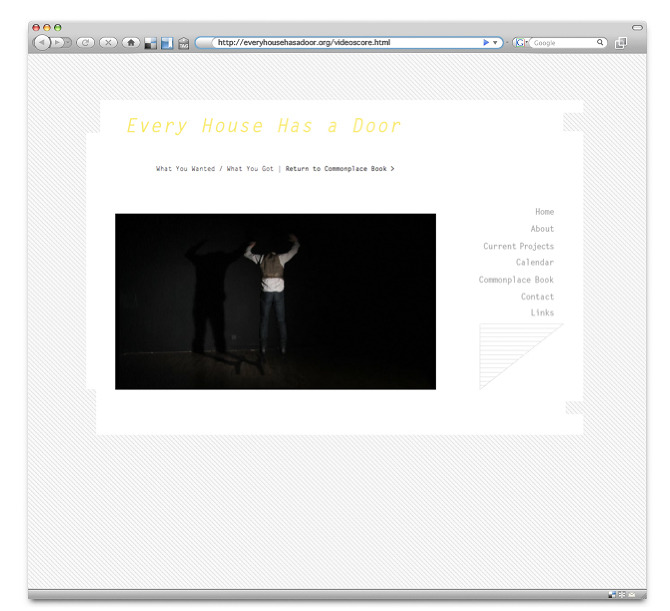 http://everyhousehasadoor.org/videoscore.html
Google
Every House Has a Door
What You Wanted / What You Got | Return to Commonplace Book >
Home
About
Current Projects
Calendar
Commonplace Book
Contact
Links